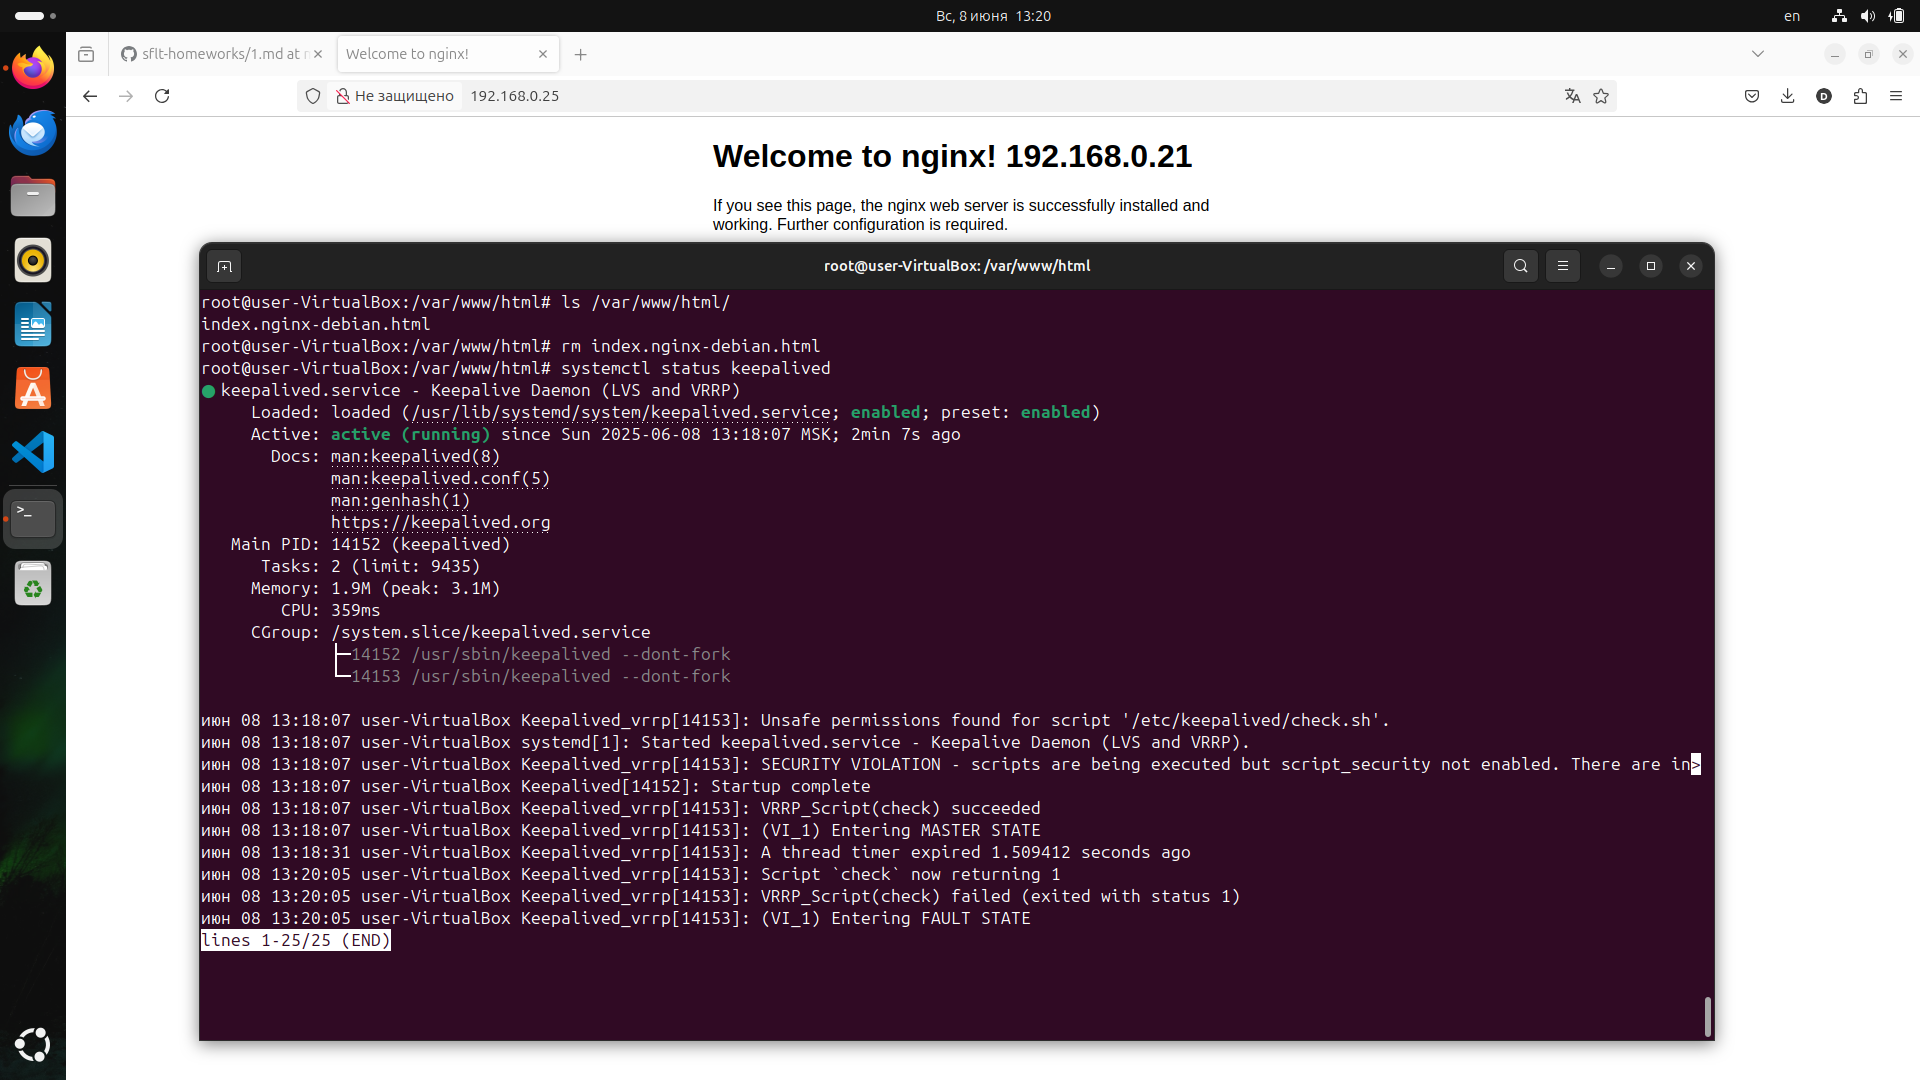 Вс, 8 июня 13:20
en
sflt-homeworks/1.md at
Welcome to nginx!
Не защищено
192.168.0.25
D
Welcome to nginx! 192.168.0.21
If you see this page, the nginx web server is successfully installed and
working. Further configuration is required.
root@user-VirtualBox: /var/www/html
root@user-VirtualBox:/var/www/html# ls /var/www/html/
index.nginx-debian.html
root@user-VirtualBox:/var/www/html# rm index.nginx-debian.html
root@user-VirtualBox:/var/www/html# systemctl status keepalived
● keepalived.service - Keepalive Daemon (LVS and VRRP)
Loaded: loaded (/usr/lib/systemd/system/keepalived.service; enabled; preset: enabled)
Active: active (running) since Sun 2025-06-08 13:18:07 MSK; 2min 7s ago
Docs: man:keepalived(8)
man:keepalived.conf(5)
man:genhash(1)
https://keepalived.org
Main PID: 14152 (keepalived)
Tasks: 2 (limit: 9435)
Memory: 1.9M (peak: 3.1M)
CPU: 359ms
CGroup: /system.slice/keepalived.service
├─14152 /usr/sbin/keepalived --dont-fork
└─14153 /usr/sbin/keepalived --dont-fork
июн 08 13:18:07 user-VirtualBox Keepalived_vrrp[14153]: Unsafe permissions found for script '/etc/keepalived/check.sh'.
июн 08 13:18:07 user-VirtualBox systemd[1]: Started keepalived.service - Keepalive Daemon (LVS and VRRP).
июн 08 13:18:07 user-VirtualBox Keepalived_vrrp[14153]: SECURITY VIOLATION - scripts are being executed but script_security not enabled. There are in>
июн 08 13:18:07 user-VirtualBox Keepalived[14152]: Startup complete
июн 08 13:18:07 user-VirtualBox Keepalived_vrrp[14153]: VRRP_Script(check) succeeded
июн 08 13:18:07 user-VirtualBox Keepalived_vrrp[14153]: (VI_1) Entering MASTER STATE
июн 08 13:18:31 user-VirtualBox Keepalived_vrrp[14153]: A thread timer expired 1.509412 seconds ago
июн 08 13:20:05 user-VirtualBox Keepalived_vrrp[14153]: Script `check` now returning 1
июн 08 13:20:05 user-VirtualBox Keepalived_vrrp[14153]: VRRP_Script(check) failed (exited with status 1)
июн 08 13:20:05 user-VirtualBox Keepalived_vrrp[14153]: (VI_1) Entering FAULT STATE
lines 1-25/25 (END)